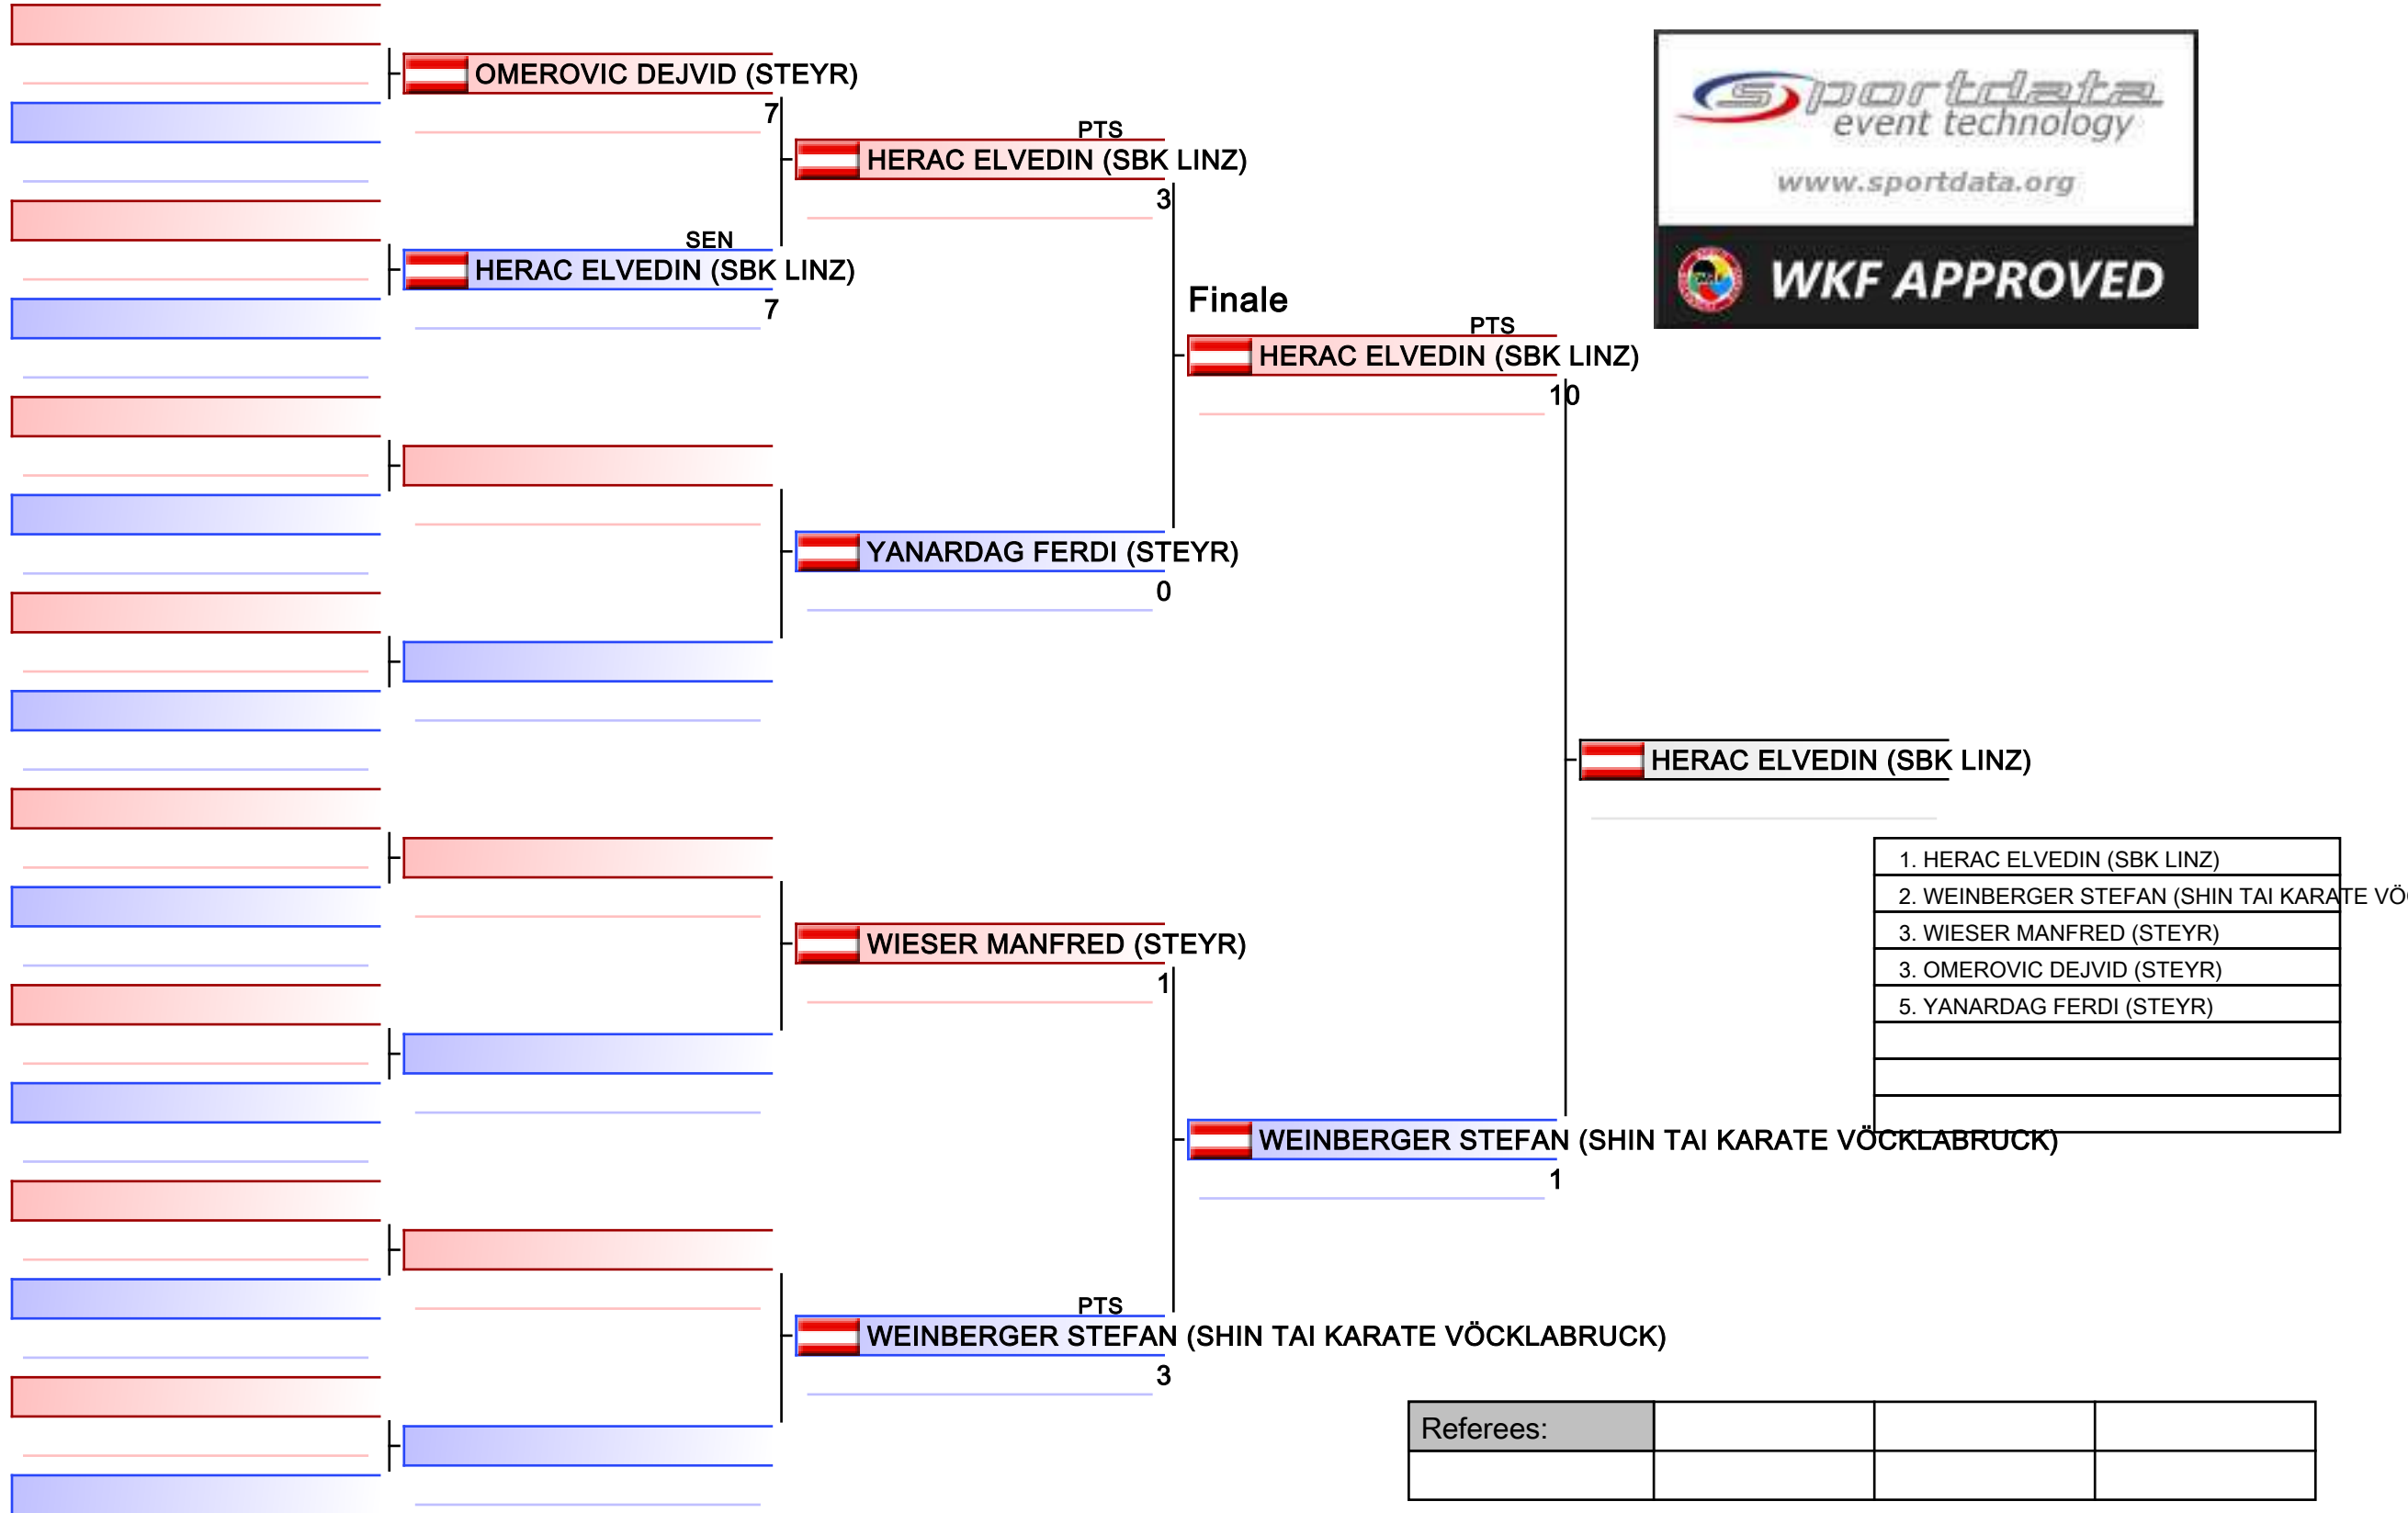 OMEROVIC DEJVID (STEYR)
7
PTS
HERAC ELVEDIN (SBK LINZ)
3
SEN
HERAC ELVEDIN (SBK LINZ)
7
Finale
PTS
HERAC ELVEDIN (SBK LINZ)
10
YANARDAG FERDI (STEYR)
0
HERAC ELVEDIN (SBK LINZ)
WIESER MANFRED (STEYR)
1
WEINBERGER STEFAN (SHIN TAI KARATE VÖCKLABRUCK)
1
PTS
WEINBERGER STEFAN (SHIN TAI KARATE VÖCKLABRUCK)
3
sportdata
event technology
www.sportdata.org
WKF APPROVED
1. HERAC ELVEDIN (SBK LINZ)
2. WEINBERGER STEFAN (SHIN TAI KARATE VÖ
3. WIESER MANFRED (STEYR)
3. OMEROVIC DEJVID (STEYR)
5. YANARDAG FERDI (STEYR)
Referees: